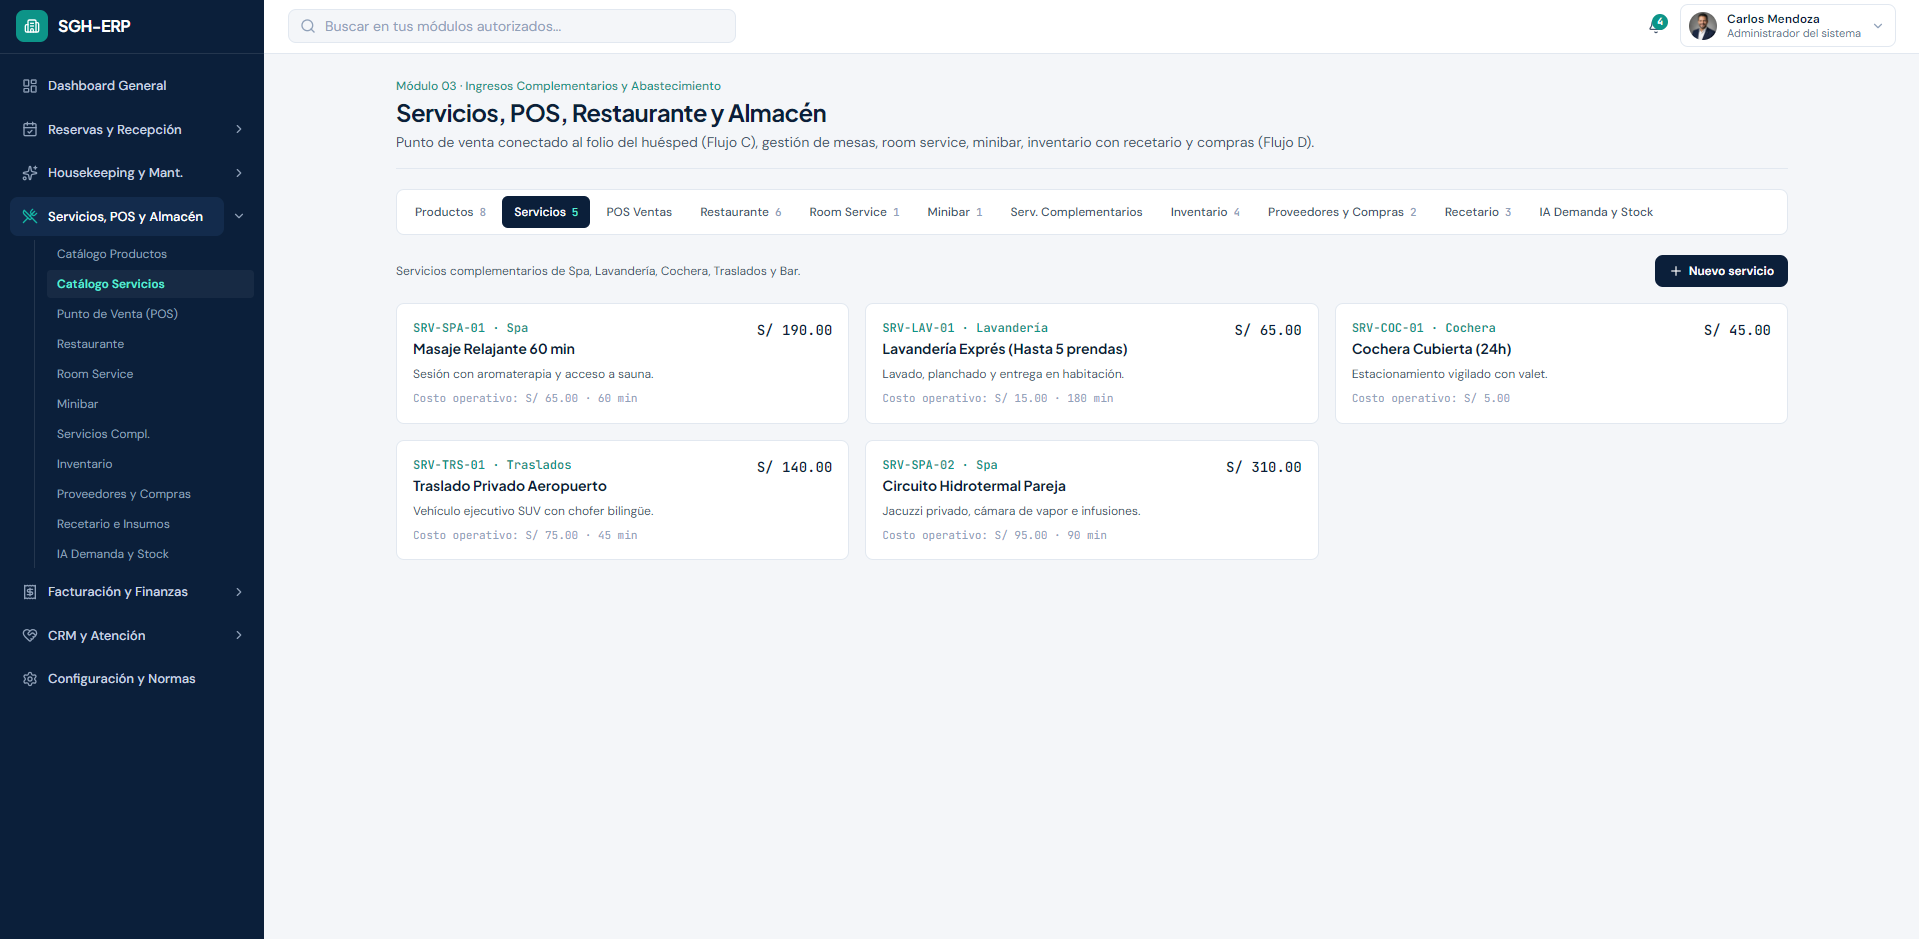 SGH-ERP
Buscar en tus módulos autorizados...
4
Carlos Mendoza
Administrador del sistema
Dashboard General
Reservas y Recepción
Housekeeping y Mant.
Servicios, POS y Almacén
Catálogo Productos
Catálogo Servicios
Punto de Venta (POS)
Restaurante
Room Service
Minibar
Servicios Compl.
Inventario
Proveedores y Compras
Recetario e Insumos
IA Demanda y Stock
Facturación y Finanzas
CRM y Atención
Configuración y Normas
Módulo 03 · Ingresos Complementarios y Abastecimiento
Servicios, POS, Restaurante y Almacén
Punto de venta conectado al folio del huésped (Flujo C), gestión de mesas, room service, minibar, inventario con recetario y compras (Flujo D).
Productos 8 Servicios 5 POS Ventas Restaurante 6 Room Service 1 Minibar 1 Serv. Complementarios Inventario 4 Proveedores y Compras 2 Recetario 3 IA Demanda y Stock
Servicios complementarios de Spa, Lavandería, Cochera, Traslados y Bar.
+ Nuevo servicio
SRV-SPA-01 · Spa
S/ 190.00
Masaje Relajante 60 min
Sesión con aromaterapia y acceso a sauna.
Costo operativo: S/ 65.00 · 60 min
SRV-LAV-01 · Lavandería
S/ 65.00
Lavandería Exprés (Hasta 5 prendas)
Lavado, planchado y entrega en habitación.
Costo operativo: S/ 15.00 · 180 min
SRV-COC-01 · Cochera
S/ 45.00
Cochera Cubierta (24h)
Estacionamiento vigilado con valet.
Costo operativo: S/ 5.00
SRV-TRS-01 · Traslados
S/ 140.00
Traslado Privado Aeropuerto
Vehículo ejecutivo SUV con chofer bilingüe.
Costo operativo: S/ 75.00 · 45 min
SRV-SPA-02 · Spa
S/ 310.00
Circuito Hidrotermal Pareja
Jacuzzi privado, cámara de vapor e infusiones.
Costo operativo: S/ 95.00 · 90 min